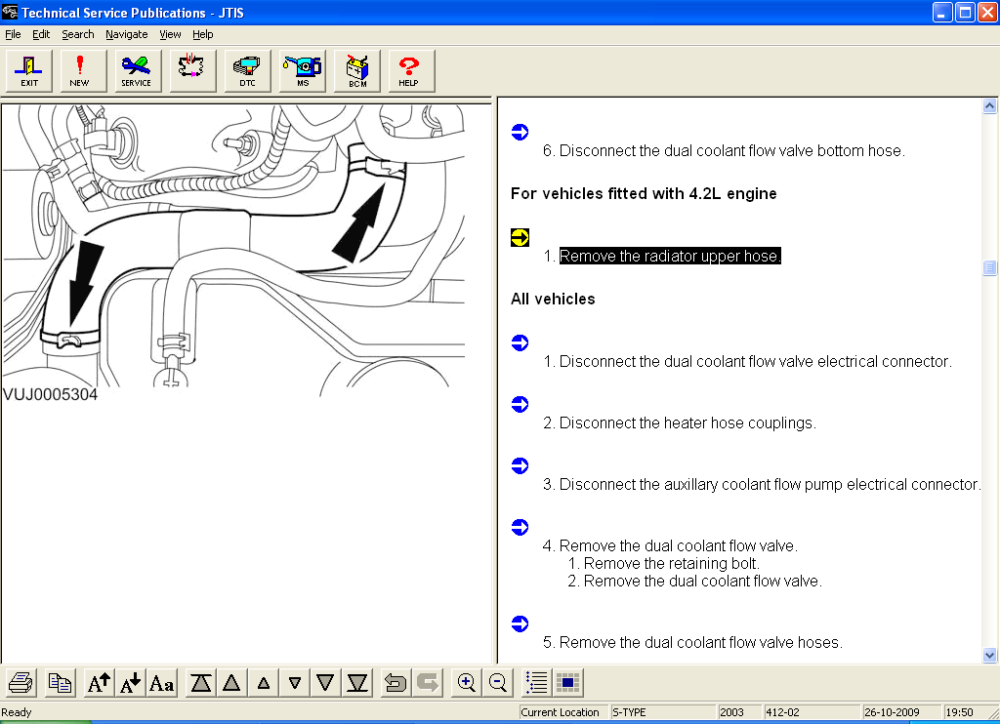 Technical Service Publications - JTIS
File Edit Search Navigate View Help
EXIT NEW SERVICE DTC MS BCM HELP
VUJ0005304
6. Disconnect the dual coolant flow valve bottom hose.
For vehicles fitted with 4.2L engine
1. Remove the radiator upper hose.
All vehicles
1. Disconnect the dual coolant flow valve electrical connector.
2. Disconnect the heater hose couplings.
3. Disconnect the auxillary coolant flow pump electrical connector.
4. Remove the dual coolant flow valve.
1. Remove the retaining bolt.
2. Remove the dual coolant flow valve.
5. Remove the dual coolant flow valve hoses.
A A Aa
Ready Current Location S-TYPE 2003 412-02 26-10-2009 19:50